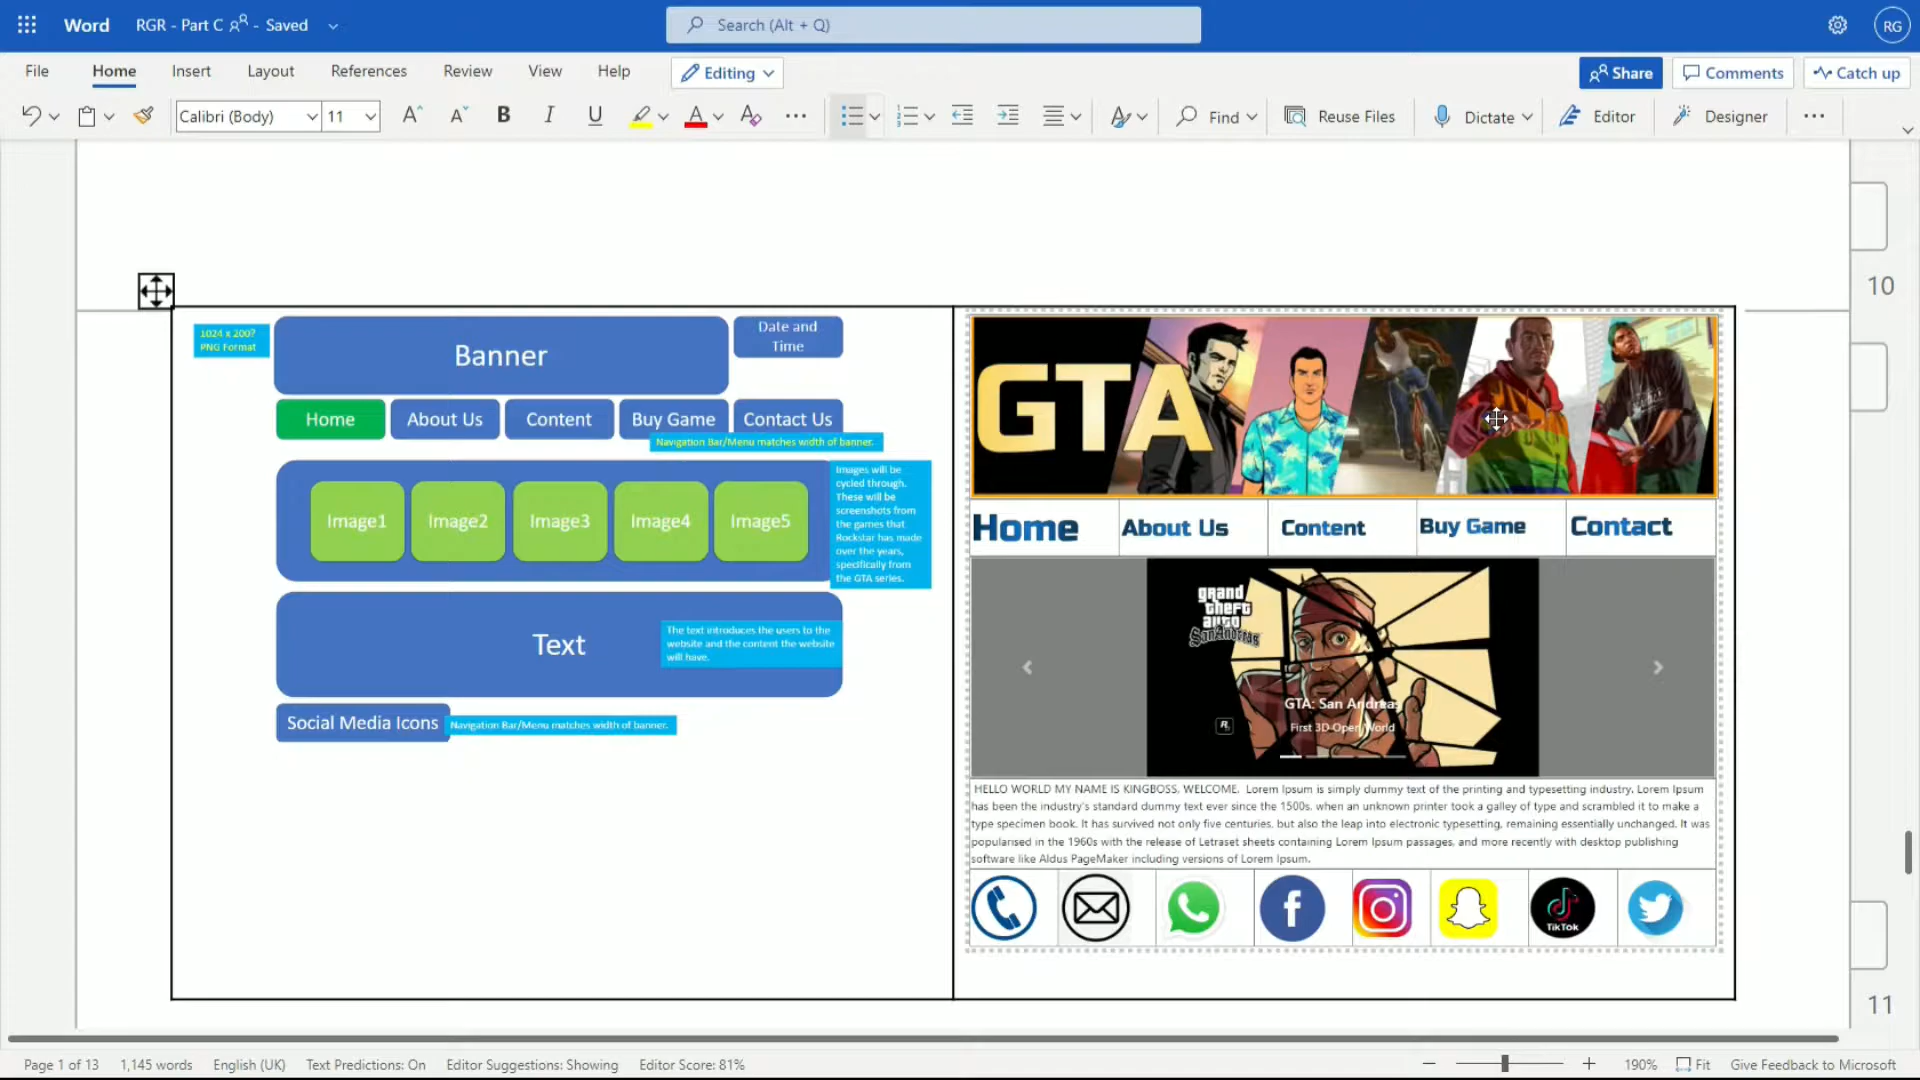 Word
RGR - Part C - Saved
Search (Alt + Q)
RG
File
Home
Insert
Layout
References
Review
View
Help
Editing
Share
Comments
Catch up
Calibri (Body)
11
B
I
U
A
Find
Reuse Files
Dictate
Editor
Designer
10
1024 x 200?
PNG Format
Banner
Date and
Time
Home
About Us
Content
Buy Game
Contact Us
Navigation Bar/Menu matches width of banner.
Image1
Image2
Image3
Image4
Image5
Images will be
cycled through.
These will be
screenshots from
the games that
Rockstar has made
over the years,
specifically from
the GTA series.
Text
The text introduces the users to the
website and the content the website
will have.
Social Media Icons
Navigation Bar/Menu matches width of banner.
GTA
Home
About Us
Content
Buy Game
Contact
grand
theft
auto
SanAndreas
GTA: San Andreas
First 3D Open World
HELLO WORLD MY NAME IS KINGBOSS, WELCOME. Lorem Ipsum is simply dummy text of the printing and typesetting industry. Lorem Ipsum
has been the industry's standard dummy text ever since the 1500s, when an unknown printer took a galley of type and scrambled it to make a
type specimen book. It has survived not only five centuries, but also the leap into electronic typesetting, remaining essentially unchanged. It was
popularised in the 1960s with the release of Letraset sheets containing Lorem Ipsum passages, and more recently with desktop publishing
software like Aldus PageMaker including versions of Lorem Ipsum.
TikTok
11
Page 1 of 13
1,145 words
English (UK)
Text Predictions: On
Editor Suggestions: Showing
Editor Score: 81%
190%
Fit
Give Feedback to Microsoft